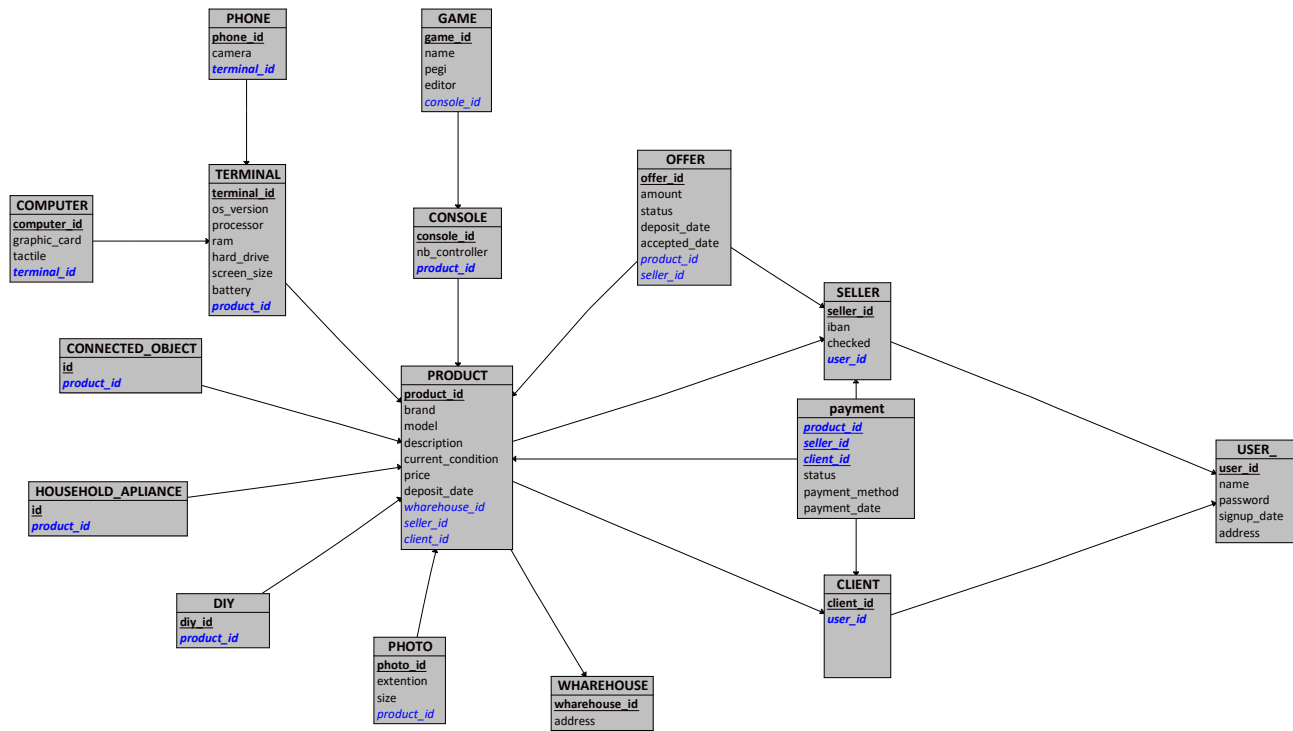 PHONE
phone_id
camera
terminal_id
GAME
game_id
name
pegi
editor
console_id
TERMINAL
terminal_id
os_version
processor
ram
hard_drive
screen_size
battery
product_id
OFFER
offer_id
amount
status
deposit_date
accepted_date
product_id
seller_id
COMPUTER
computer_id
graphic_card
tactile
terminal_id
CONSOLE
console_id
nb_controller
product_id
SELLER
seller_id
iban
checked
user_id
CONNECTED_OBJECT
id
product_id
PRODUCT
product_id
brand
model
description
current_condition
price
deposit_date
wharehouse_id
seller_id
client_id
payment
product_id
seller_id
client_id
status
payment_method
payment_date
USER_
user_id
name
password
signup_date
address
HOUSEHOLD_APLIANCE
id
product_id
CLIENT
client_id
user_id
DIY
diy_id
product_id
PHOTO
photo_id
extention
size
product_id
WHAREHOUSE
wharehouse_id
address